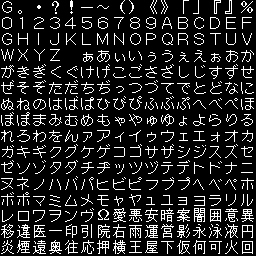 G。・?!ー～()《》「」『』%
0123456789ABCDEF
GHIJKLMNOPQRSTUV
WXYZ ぁあぃいぅうぇえぉおか
がきぎくぐけげこごさざしじすずせ
ぜそぞただちぢっつづてでとどなに
ぬねのはばぱひびぴふぶぷへべぺほ
ぼぽまみむめもゃやゅゆょよらりる
れろわをんァアィイゥウェエォオカ
ガキギクグケゲコゴサザシジスズセ
ゼソゾタダチヂッツヅテデトドナニ
ヌネノハバパヒビピフブプヘベペホ
ボポマミムメモャヤュユョヨラリル
レロワヲンヴΩ愛悪安暗案闇囲意異
移違医一印引院右雨運営影永泳液円
炎煙遠奥往応押横王屋下仮何可火回